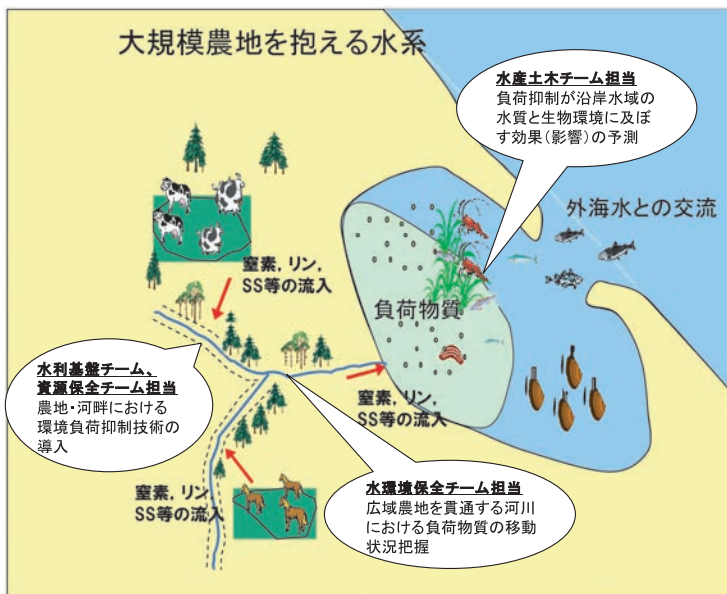 大規模農地を抱える水系
水産土木チーム担当
負荷抑制が沿岸水域の
水質と生物環境に及ぼ
す効果(影響)の予測
外海水との交流
窒素, リン,
SS等の流入
負荷物質
水利基盤チーム、
資源保全チーム担当
農地・河畔における
環境負荷抑制技術の
導入
窒素, リン,
SS等の流入
窒素, リン,
SS等の流入
水環境保全チーム担当
広域農地を貫通する河川
における負荷物質の移動
状況把握